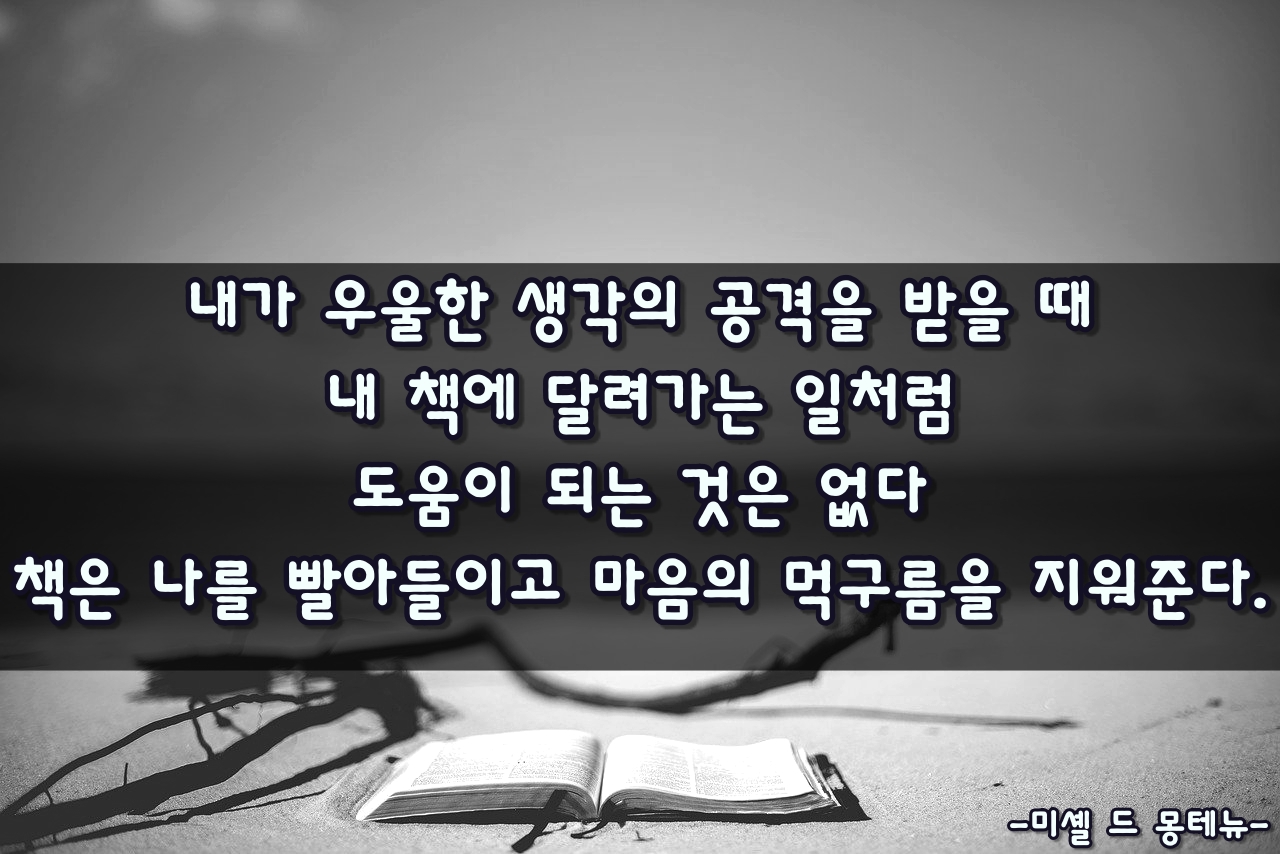 내가 우울한 생각의 공격을 받을 때
내 책에 달려가는 일처럼
도움이 되는 것은 없다
책은 나를 빨아들이고 마음의 먹구름을 지워준다.
-미셸 드 몽테뉴-